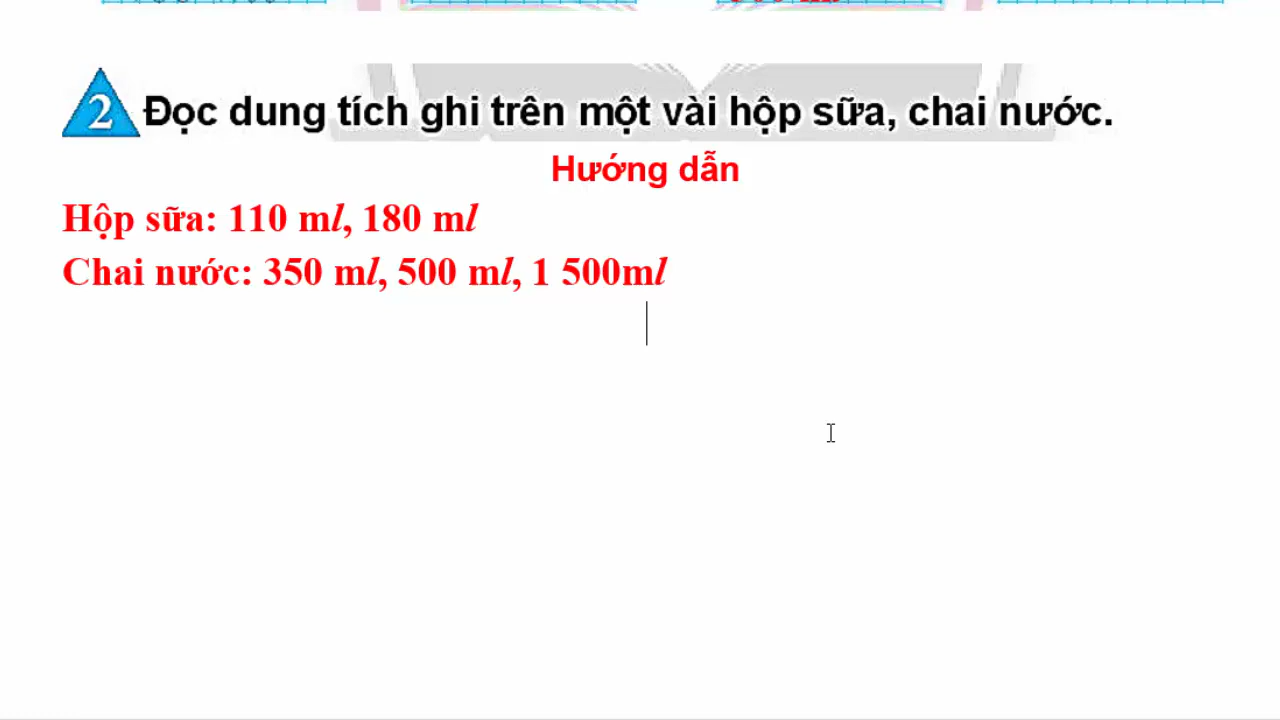 2 Đọc dung tích ghi trên một vài hộp sữa, chai nước.
Hướng dẫn
Hộp sữa: 110 ml, 180 ml
Chai nước: 350 ml, 500 ml, 1 500ml